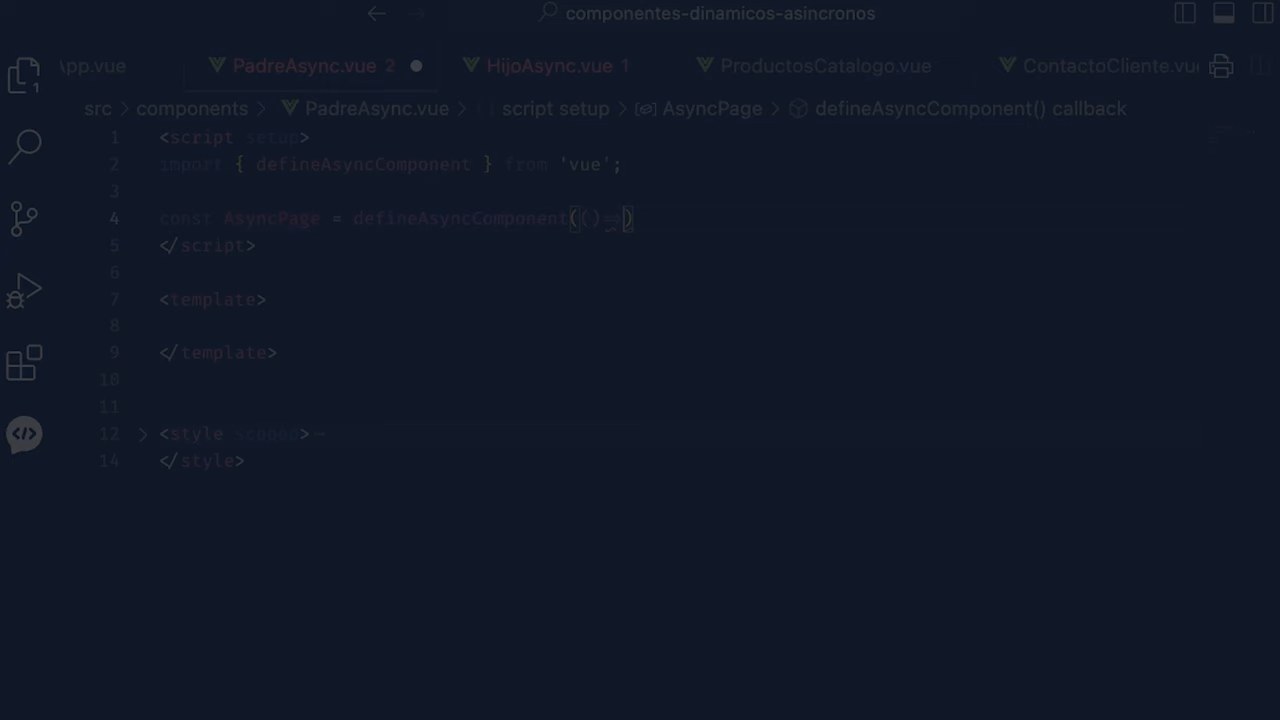 componentes-dinamicos-asincronos
App.vue PadreAsync.vue 2 HijoAsync.vue 1 ProductosCatalogo.vue ContactoCliente.vue
src > components > PadreAsync.vue > script setup > AsyncPage > defineAsyncComponent() callback
1 <script setup>
2 import { defineAsyncComponent } from 'vue';
3
4 const AsyncPage = defineAsyncComponent(()=>)
5 </script>
6
7 <template>
8
9 </template>
10
11
12 <style scoped>
14 </style>
1